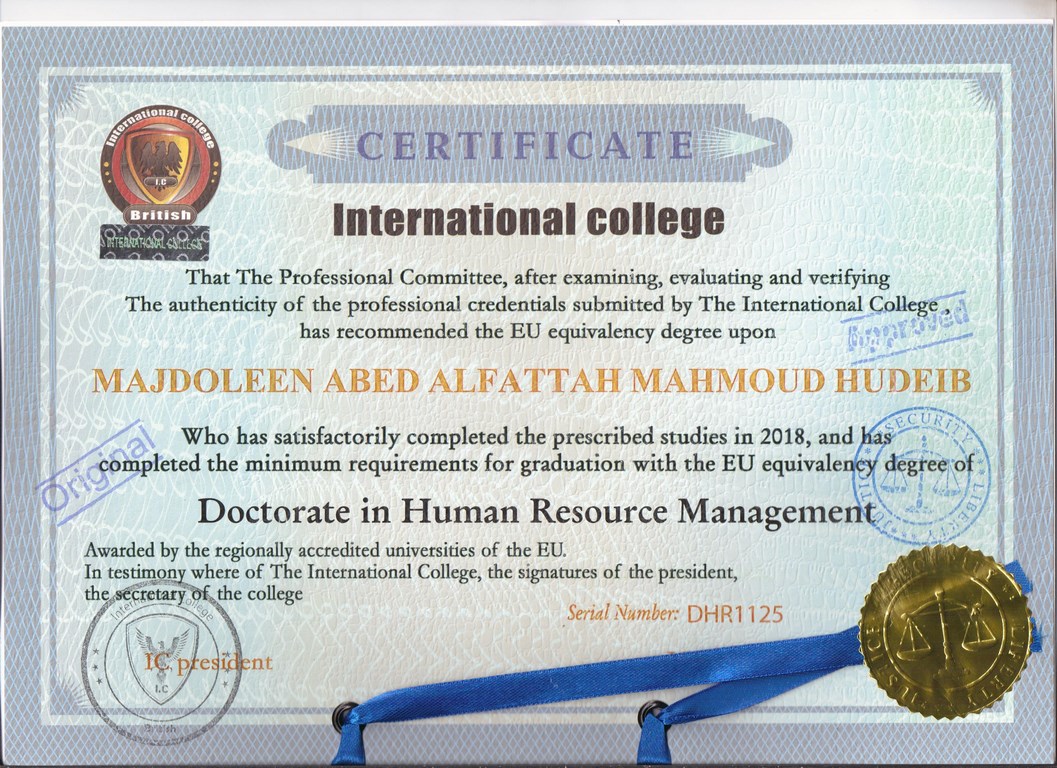 International college
I.C
British
INTERNATIONAL COLLEGE
CERTIFICATE
International college
That The Professional Committee, after examining, evaluating and verifying
The authenticity of the professional credentials submitted by The International College ,
has recommended the EU equivalency degree upon
Approved
MAJDOLEEN ABED ALFATTAH MAHMOUD HUDEIB
Original
Who has satisfactorily completed the prescribed studies in 2018, and has
completed the minimum requirements for graduation with the EU equivalency degree of
SECURITY LIBERTY JUSTICE
Doctorate in Human Resource Management
Awarded by the regionally accredited universities of the EU.
In testimony where of The International College, the signatures of the president,
the secretary of the college
Serial Number: DHR1125
International College
IC president
I.C
British
SECURITY LIBERTY JUSTICE